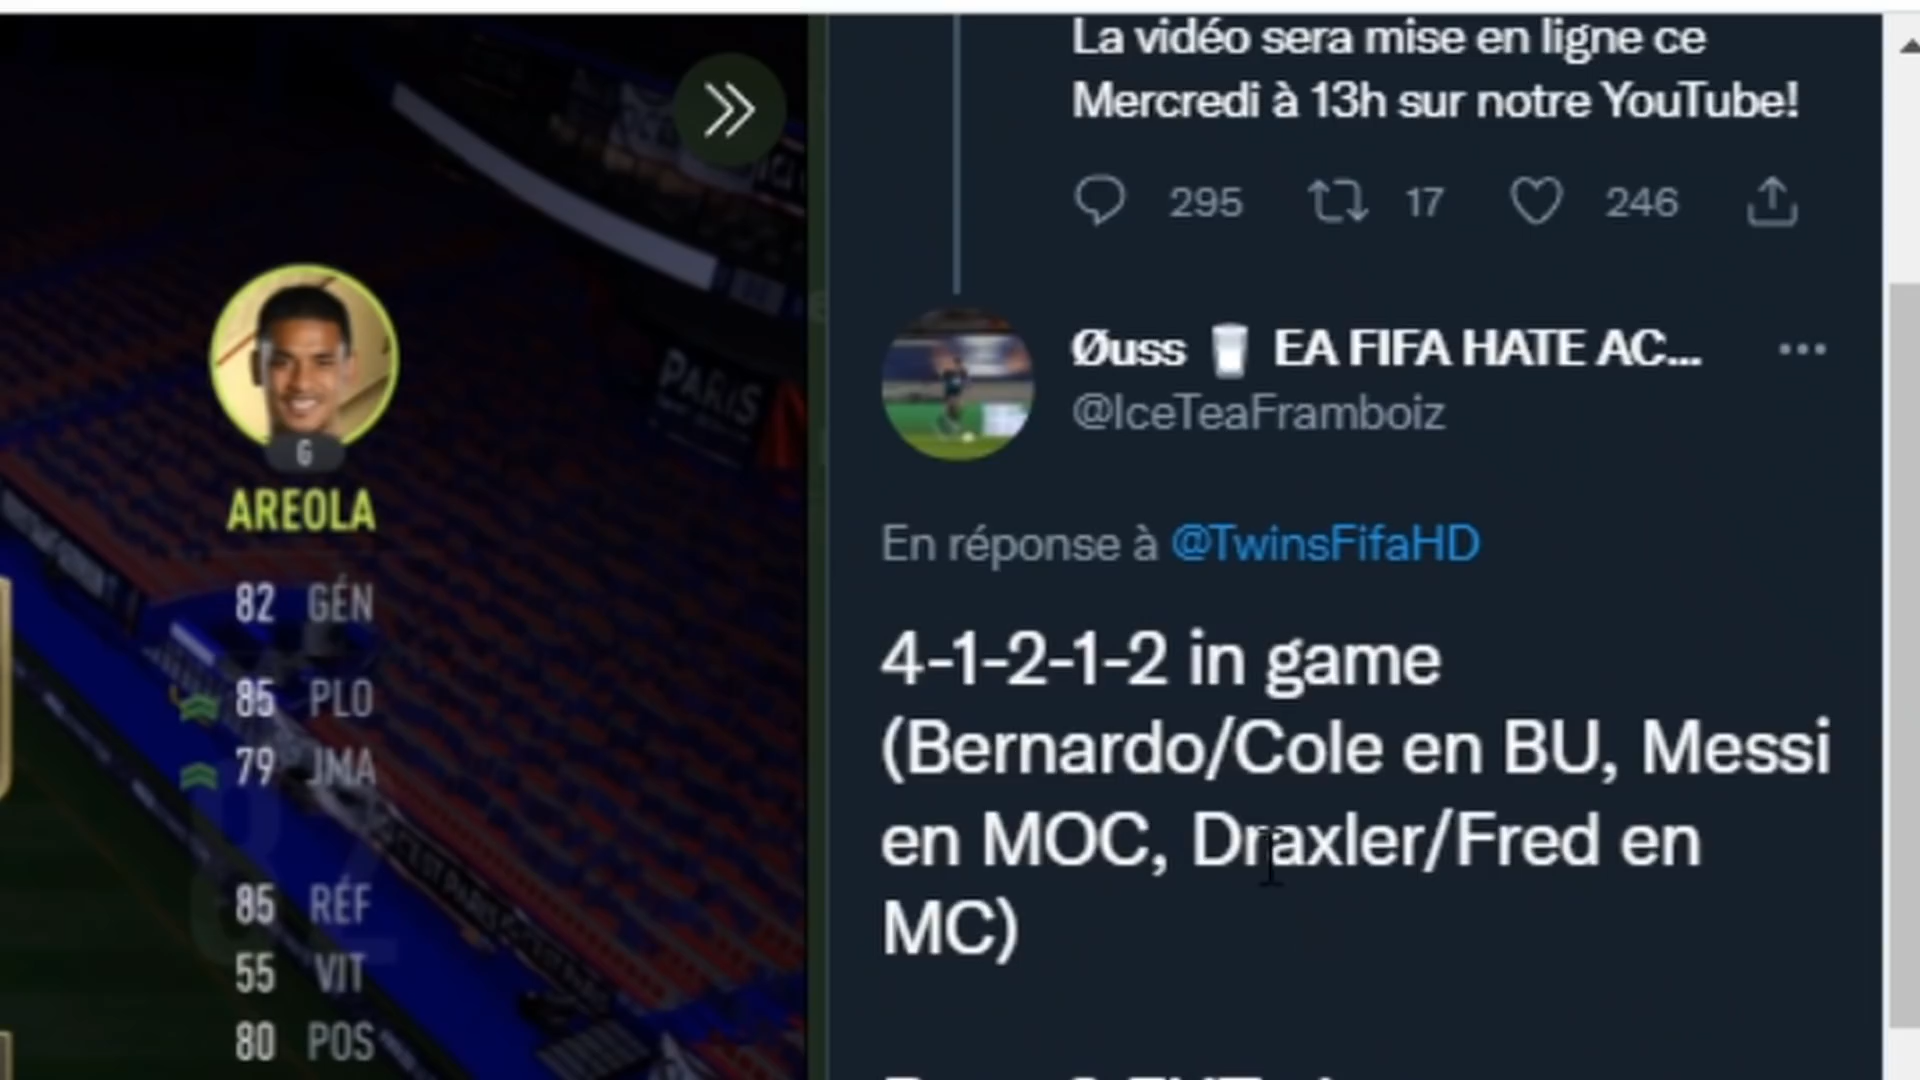 PARIS
G
AREOLA
82 GÉN
85 PLO
79 JMA
85 RÉF
55 VIT
80 POS
La vidéo sera mise en ligne ce
Mercredi à 13h sur notre YouTube!
295 17 246
Øuss 🥛 EA FIFA HATE AC...
@IceTeaFramboiz
En réponse à @TwinsFifaHD
4-1-2-1-2 in game
(Bernardo/Cole en BU, Messi
en MOC, Draxler/Fred en
MC)